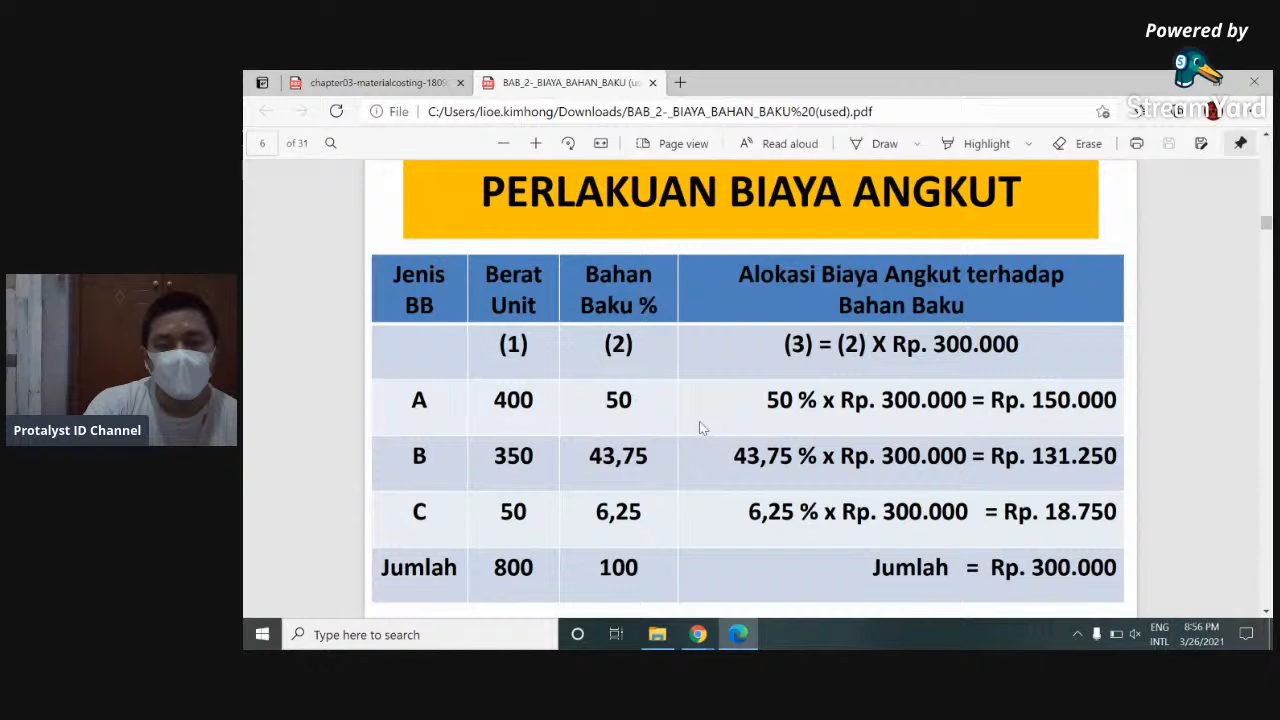 Powered by
StreamYard
chapter03-materialcosting-1809
BAB_2-_BIAYA_BAHAN_BAKU (us
File C:/Users/lioe.kimhong/Downloads/BAB_2-_BIAYA_BAHAN_BAKU%20(used).pdf
6 of 31 Page view Read aloud Draw Highlight Erase
PERLAKUAN BIAYA ANGKUT
Jenis BB Berat Unit Bahan Baku % Alokasi Biaya Angkut terhadap Bahan Baku
(1) (2) (3) = (2) X Rp. 300.000
A 400 50 50 % x Rp. 300.000 = Rp. 150.000
B 350 43,75 43,75 % x Rp. 300.000 = Rp. 131.250
C 50 6,25 6,25 % x Rp. 300.000 = Rp. 18.750
Jumlah 800 100 Jumlah = Rp. 300.000
Protalyst ID Channel
Type here to search
ENG 8:56 PM
INTL 3/26/2021